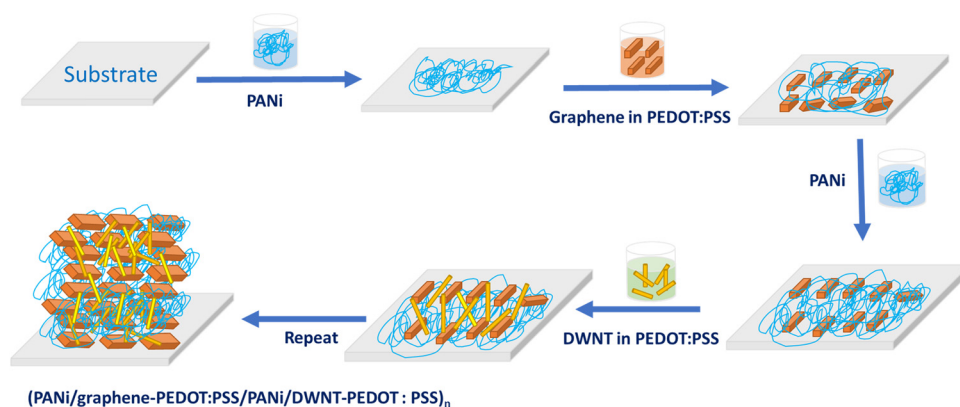 Substrate
PANi
Graphene in PEDOT:PSS
PANi
DWNT in PEDOT:PSS
Repeat
(PANi/graphene-PEDOT:PSS/PANi/DWNT-PEDOT : PSS)n